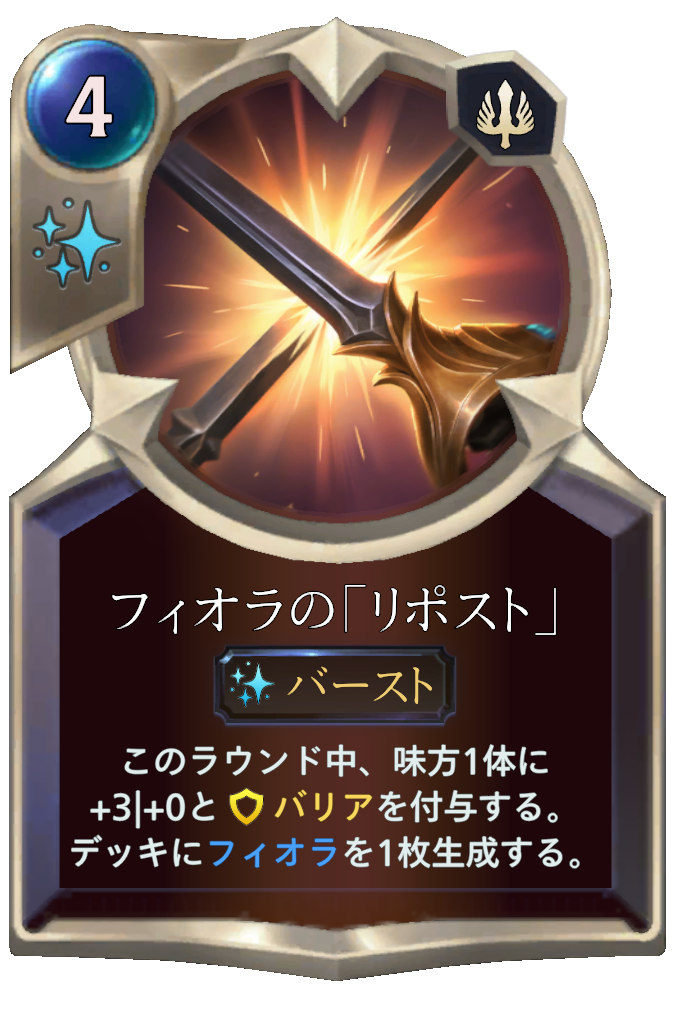 4
フィオラの「リポスト」
バースト
このラウンド中、味方1体に
+3|+0と バリアを付与する。
デッキにフィオラを1枚生成する。